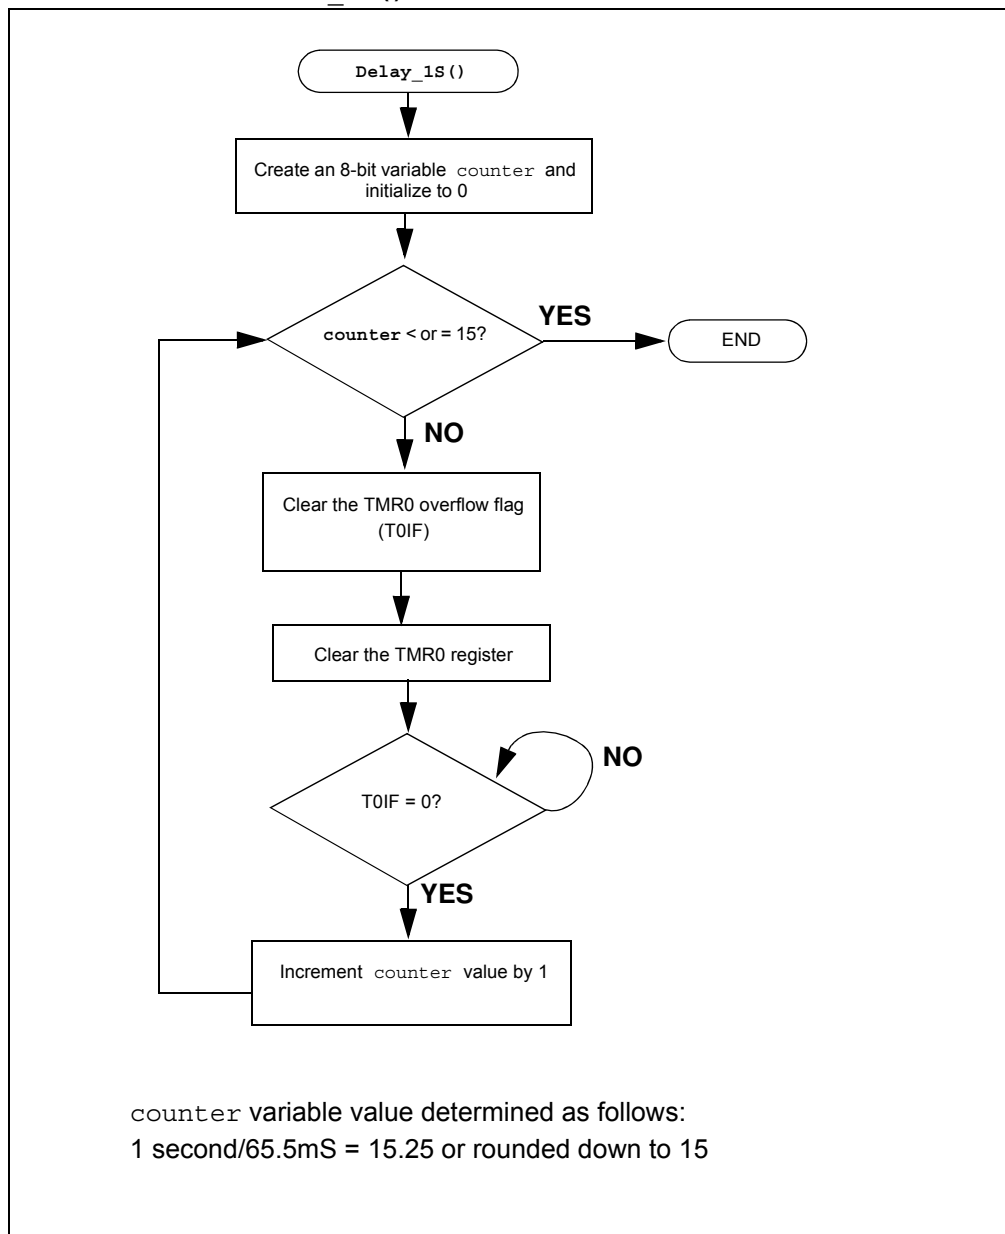 Delay_1S()
Create an 8-bit variable counter and
initialize to 0
counter < or = 15?
YES
END
NO
Clear the TMR0 overflow flag
(T0IF)
Clear the TMR0 register
NO
T0IF = 0?
YES
Increment counter value by 1
counter variable value determined as follows:
1 second/65.5mS = 15.25 or rounded down to 15